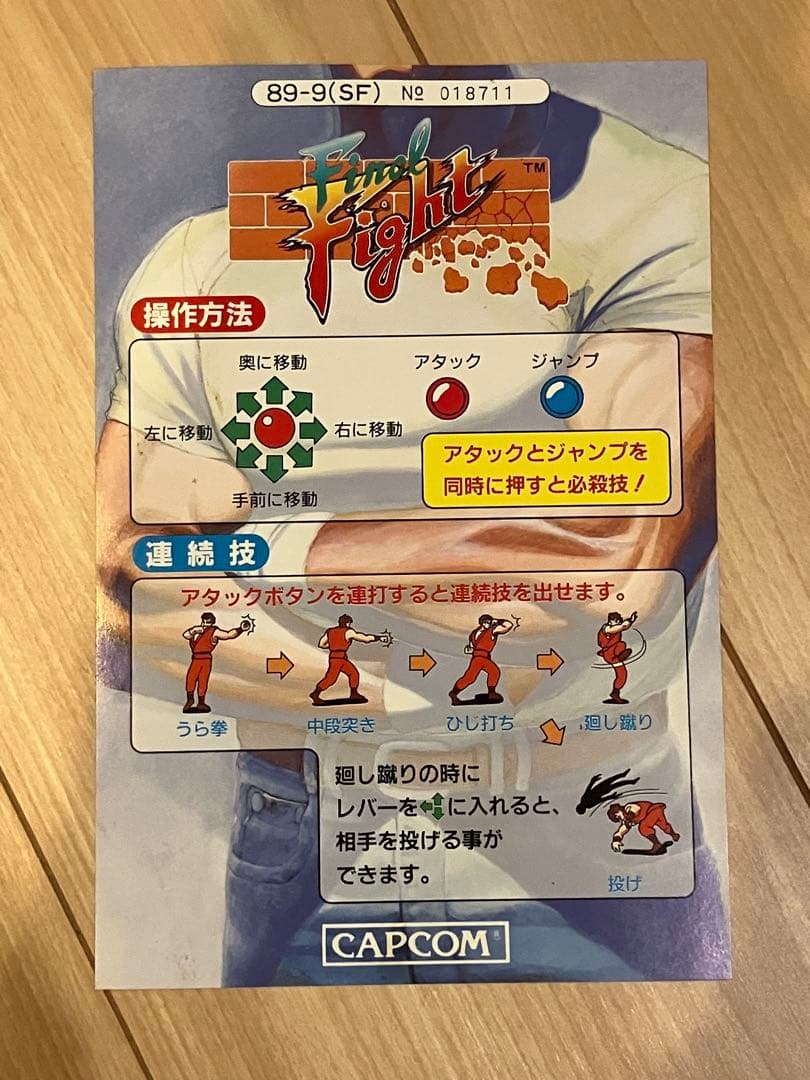 89-9(SF) No 018711
Final
Fight
TM
操作方法
奥に移動
アタック ジャンプ
左に移動 右に移動
手前に移動
アタックとジャンプを
同時に押すと必殺技!
連続技
アタックボタンを連打すると連続技を出せます。
うら拳 中段突き ひじ打ち 廻し蹴り
廻し蹴りの時に
レバーを に入れると、
相手を投げる事が
できます。
投げ
CAPCOM®